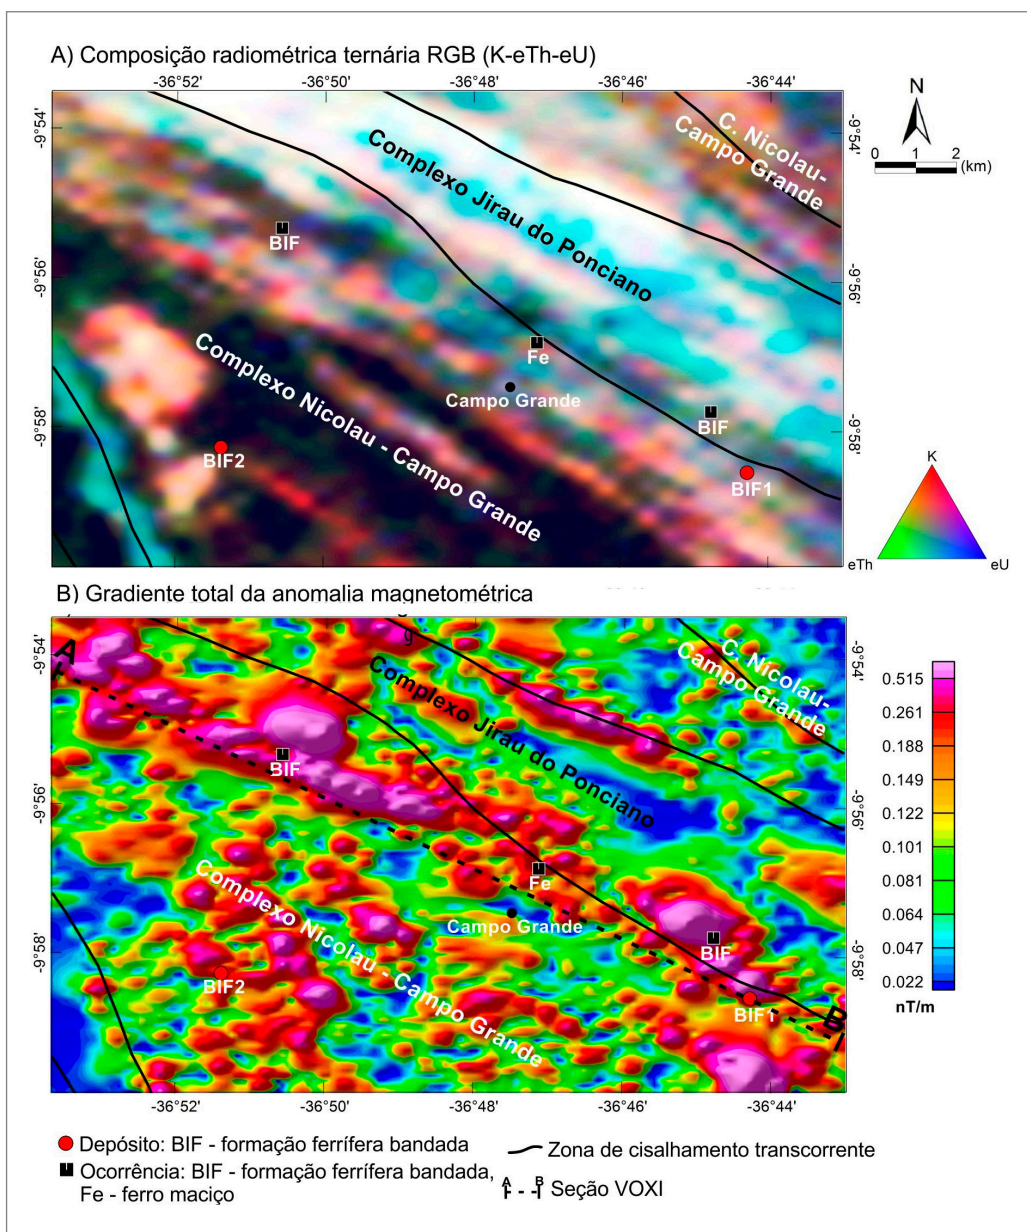 A) Composição radiométrica ternária RGB (K-eTh-eU)
-36°52' -36°50' -36°48' -36°46' -36°44'
N
0 1 2 (km)
-9°54'
-9°56'
-9°58'
-9°54'
-9°56'
-9°58'
C. Nicolau-
Campo Grande
Complexo Jirau do Ponciano
BIF
Fe
Complexo Nicolau - Campo Grande
Campo Grande
BIF
BIF2
BIF1
K
eTh eU
B) Gradiente total da anomalia magnetométrica
A
-9°54'
-9°56'
-9°58'
-9°54'
-9°56'
-9°58'
C. Nicolau-
Campo Grande
Complexo Jirau do Ponciano
BIF
Fe
Complexo Nicolau - Campo Grande
Campo Grande
BIF
BIF2
BIF1
B
0.515
0.261
0.188
0.149
0.122
0.101
0.081
0.064
0.047
0.022
nT/m
-36°52' -36°50' -36°48' -36°46' -36°44'
Depósito: BIF - formação ferrífera bandada
Ocorrência: BIF - formação ferrífera bandada,
Fe - ferro maciço
Zona de cisalhamento transcorrente
A B Seção VOXI